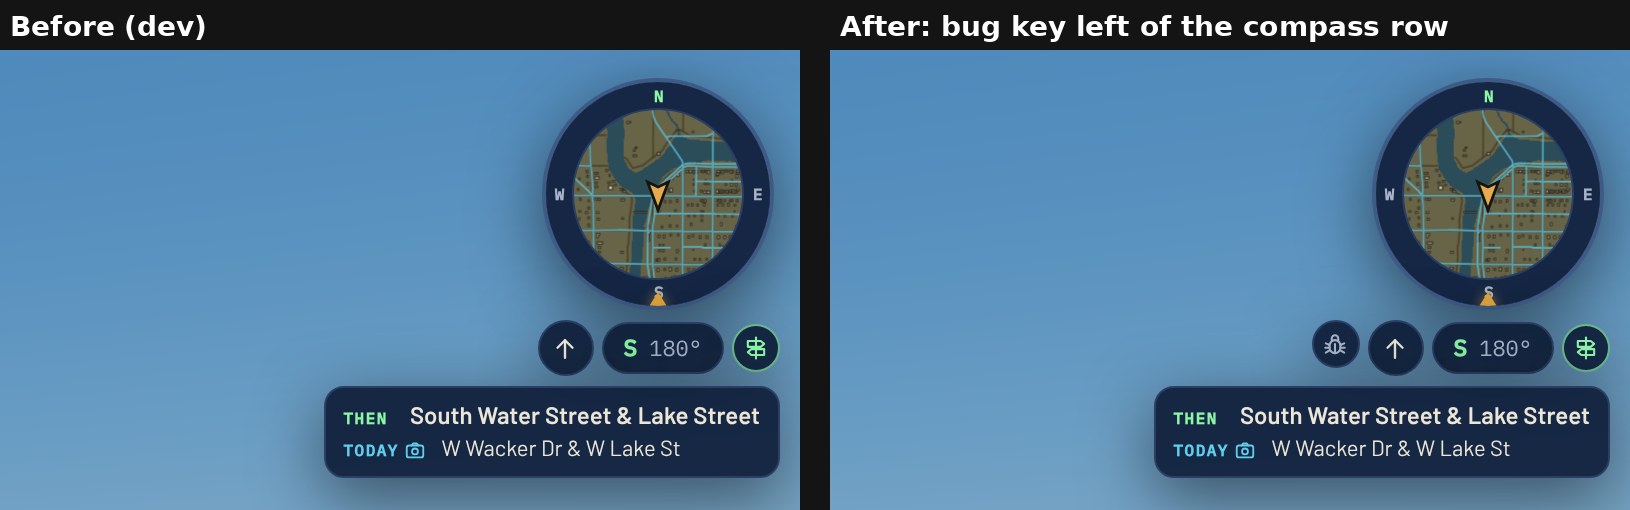 Before (dev)
N
W E
S
S 180°
THEN South Water Street & Lake Street
TODAY W Wacker Dr & W Lake St
After: bug key left of the compass row
N
W E
S
S 180°
THEN South Water Street & Lake Street
TODAY W Wacker Dr & W Lake St